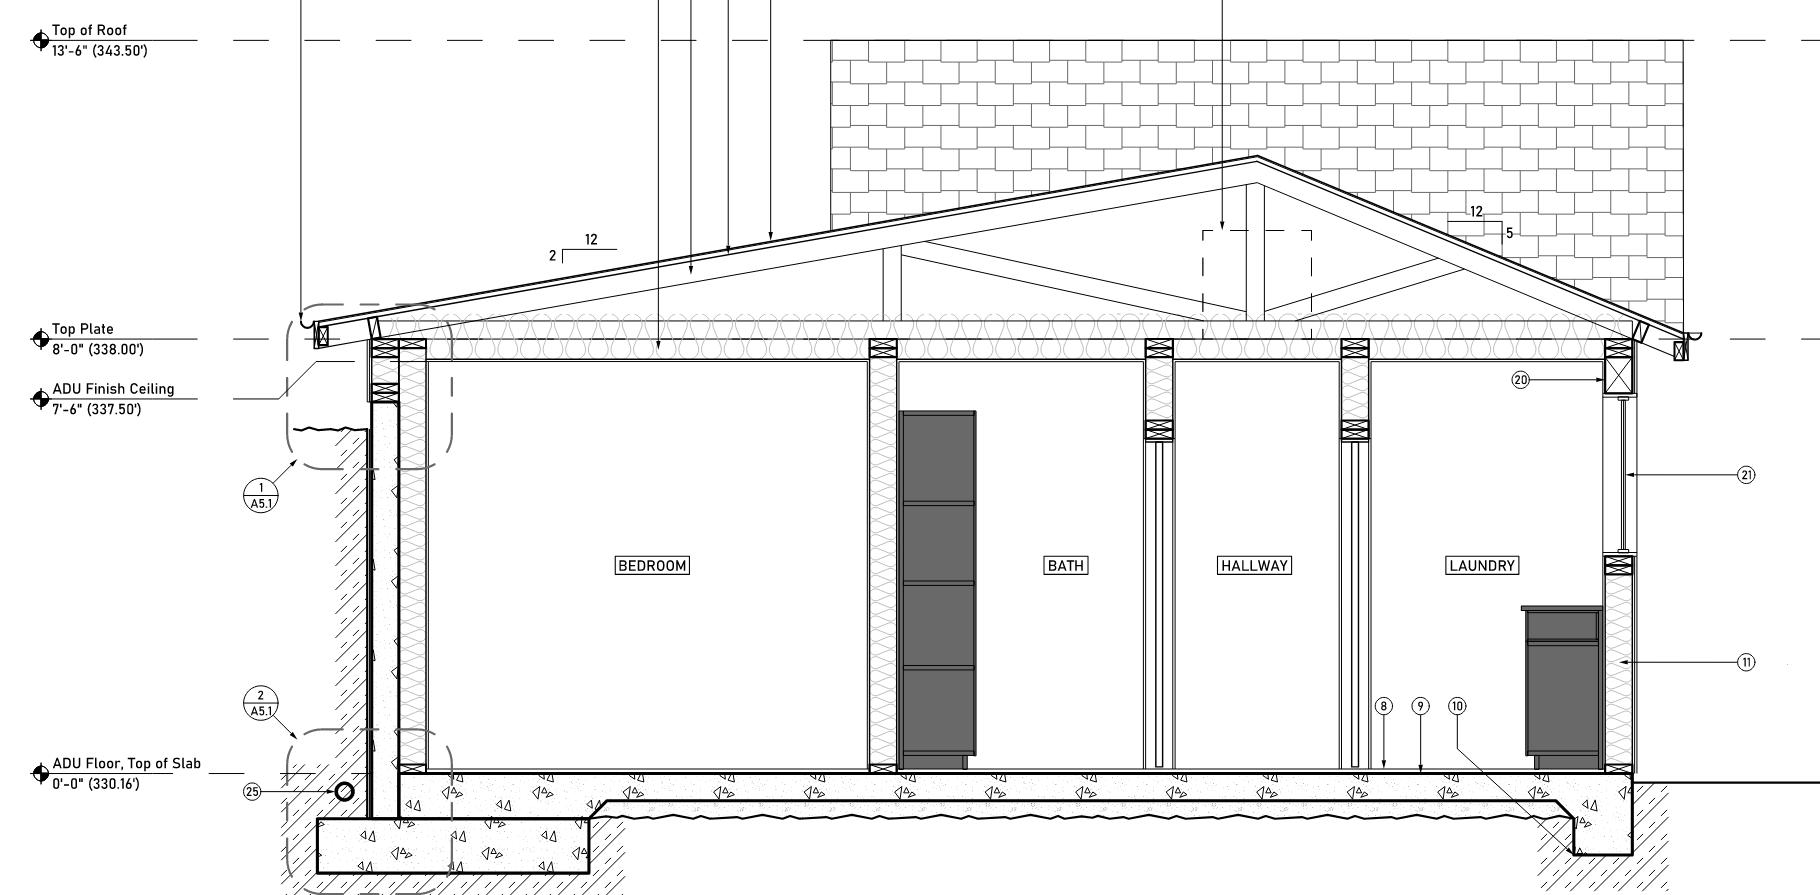 Top of Roof
13'-6" (343.50')
12
2
12
5
Top Plate
8'-0" (338.00')
ADU Finish Ceiling
7'-6" (337.50')
20
21
1
A5.1
BEDROOM
BATH
HALLWAY
LAUNDRY
11
2
A5.1
8
9
10
ADU Floor, Top of Slab
0'-0" (330.16')
25